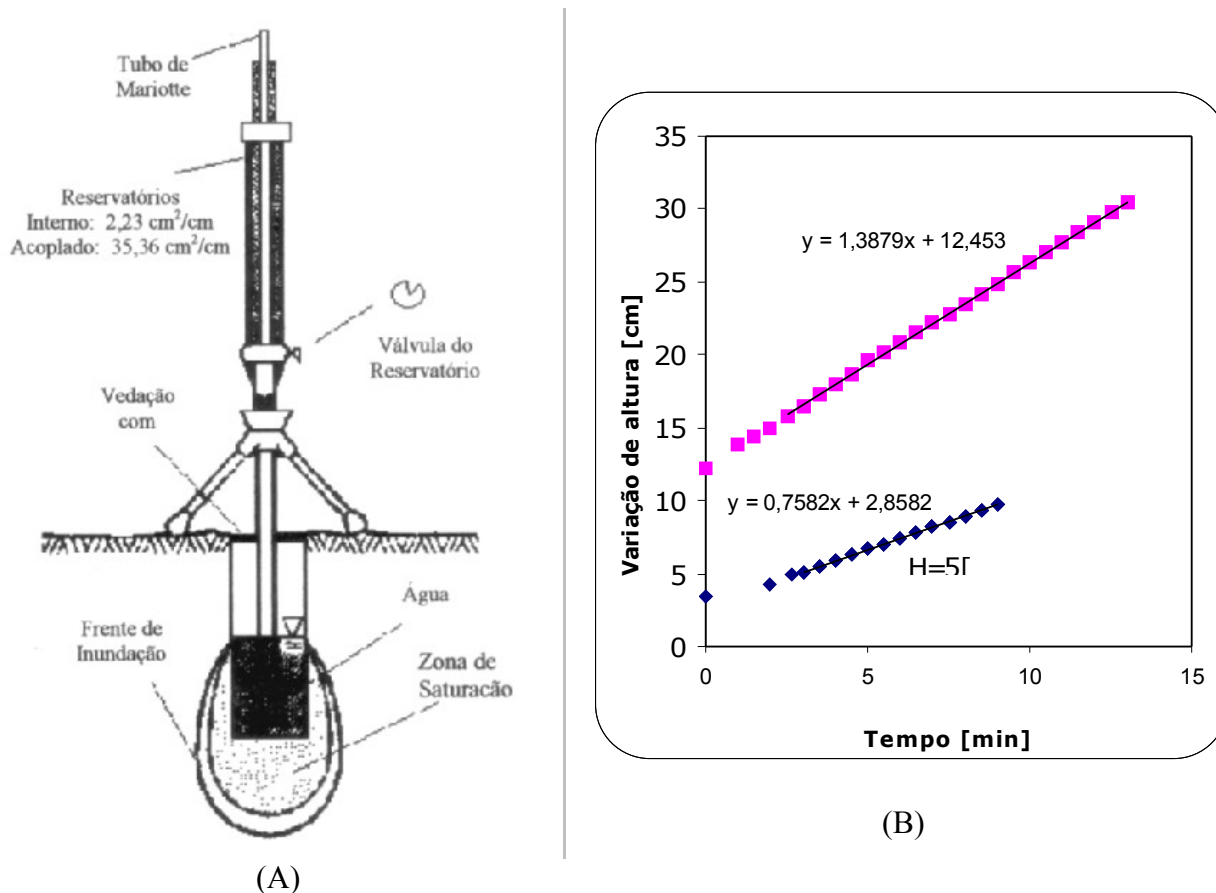 Tubo de
Mariotte
Reservatórios
Interno: 2,23 cm²/cm
Acoplado: 35,36 cm²/cm
Válvula do
Reservatório
Vedação
com
Água
Frente de
Inundação
Zona de
Saturacão
H
(A)
35
30
25
20
15
10
5
0
y = 1,3879x + 12,453
y = 0,7582x + 2,8582
H=5
0
5
10
15
Variação de altura [cm]
Tempo [min]
(B)